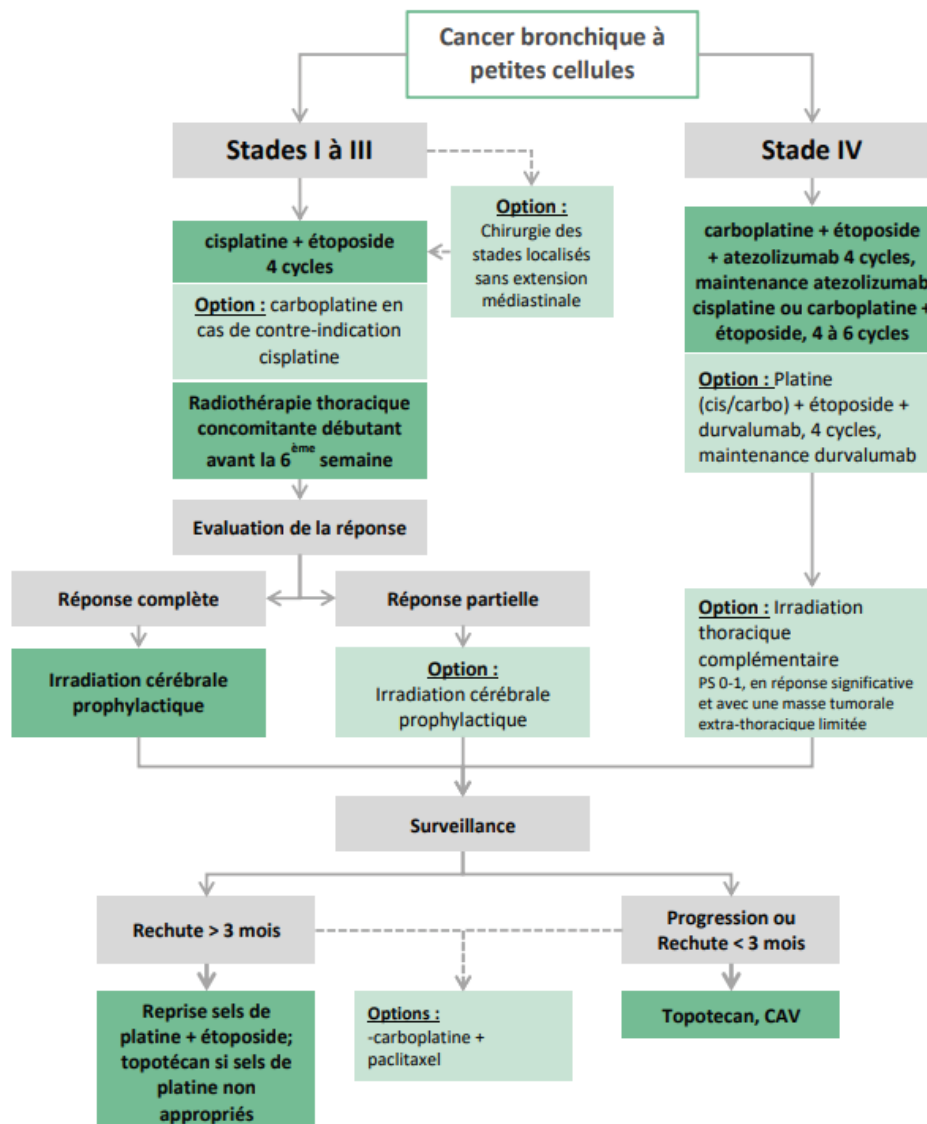 Cancer bronchique à
petites cellules
Stades I à III
Stade IV
Option :
Chirurgie des
stades localisés
sans extension
médiastinale
cisplatine + étoposide
4 cycles
Option : carboplatine en
cas de contre-indication
cisplatine
Radiothérapie thoracique
concomitante débutant
avant la 6ème semaine
carboplatine + étoposide
+ atezolizumab 4 cycles,
maintenance atezolizumab
cisplatine ou carboplatine +
étoposide, 4 à 6 cycles
Option : Platine
(cis/carbo) + étoposide +
durvalumab, 4 cycles,
maintenance durvalumab
Evaluation de la réponse
Réponse complète
Réponse partielle
Irradiation cérébrale
prophylactique
Option :
Irradiation cérébrale
prophylactique
Option : Irradiation
thoracique
complémentaire
PS 0-1, en réponse significative
et avec une masse tumorale
extra-thoracique limitée
Surveillance
Rechute > 3 mois
Progression ou
Rechute < 3 mois
Reprise sels de
platine + étoposide;
topotécan si sels de
platine non
appropriés
Options :
-carboplatine +
paclitaxel
Topotecan, CAV